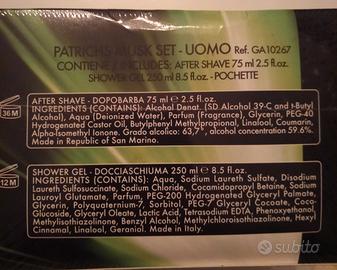 PATRICHS MUSK SET - UOMO Ref. GA10267
CONTIENE / INCLUDES: AFTER SHAVE 75 ml 2.5 fl.oz.
SHOWER GEL 250 ml 8.5 fl.oz. - POCHETTE
36 M
AFTER SHAVE - DOPOBARBA 75 ml ℮ 2.5 fl.oz.
INGREDIENTS (CONTAINS): Alcohol Denat. (SD Alcohol 39-C and t-Butyl
Alcohol), Aqua (Deionized Water), Parfum (Fragrance), Glycerin, PEG-40
Hydrogenated Castor Oil, Butylphenyl Methylpropional, Linalool, Coumarin,
Alpha-Isomethyl Ionone. Grado alcolico: 63,7°, alcohol concentration 59.6%.
Made in Republic of San Marino.
12 M
SHOWER GEL - DOCCIASCHIUMA 250 ml ℮ 8.5 fl.oz.
INGREDIENTS (CONTAINS): Aqua, Sodium Laureth Sulfate, Disodium
Laureth Sulfosuccinate, Sodium Chloride, Cocamidopropyl Betaine, Sodium
Lauroyl Glutamate, Parfum, PEG-200 Hydrogenated Glyceryl Palmate,
Glycerin, Polyquaternium-7, Sorbitol, PEG-7 Glyceryl Cocoate, Coco-
Glucoside, Glyceryl Oleate, Lactic Acid, Tetrasodium EDTA, Phenoxyethanol,
Methylisothiazolinone, Benzyl Alcohol, Methylchloroisothiazolinone, Hexyl
Cinnamal, Linalool, Geraniol. Made in Italy.
subito